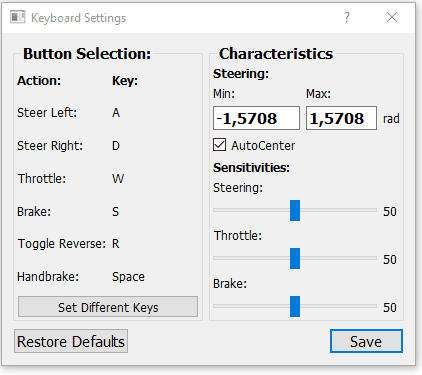 Keyboard Settings
Button Selection:
Action: Key:
Steer Left: A
Steer Right: D
Throttle: W
Brake: S
Toggle Reverse: R
Handbrake: Space
Set Different Keys
Characteristics
Steering:
Min: Max:
-1,5708 1,5708 rad
AutoCenter
Sensitivities:
Steering:
50
Throttle:
50
Brake:
50
Restore Defaults
Save